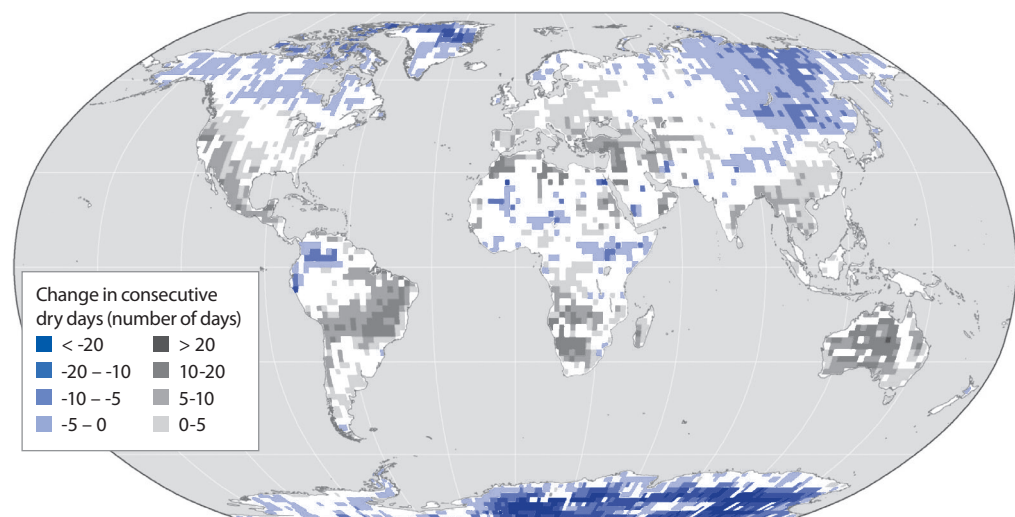 Change in consecutive
dry days (number of days)
< -20
> 20
-20 – -10
10-20
-10 – -5
5-10
-5 – 0
0-5